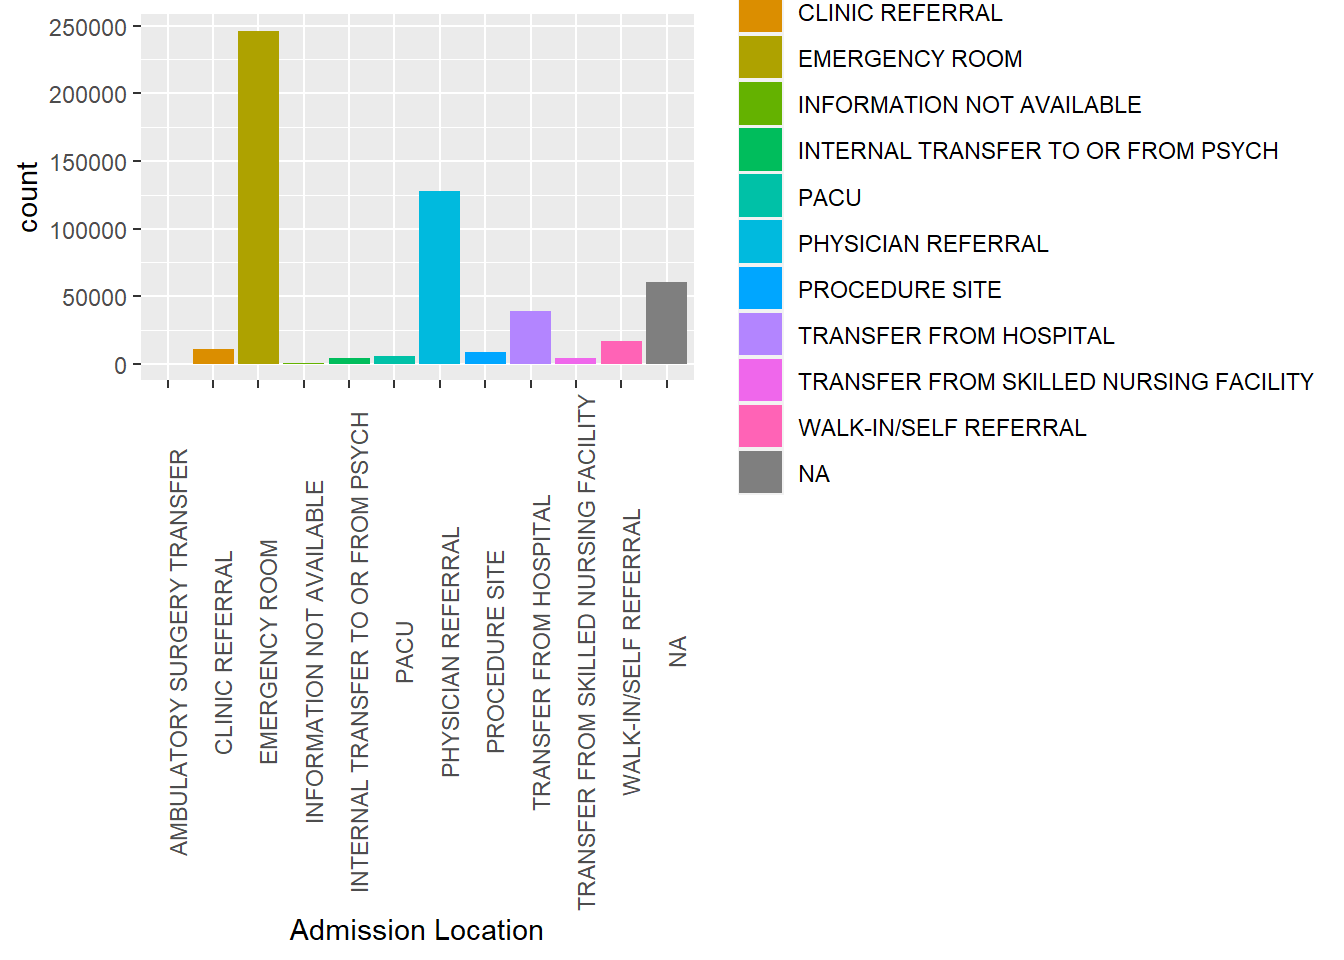 250000
200000
150000
100000
50000
0
count
AMBULATORY SURGERY TRANSFER
CLINIC REFERRAL
EMERGENCY ROOM
INFORMATION NOT AVAILABLE
INTERNAL TRANSFER TO OR FROM PSYCH
PACU
PHYSICIAN REFERRAL
PROCEDURE SITE
TRANSFER FROM HOSPITAL
TRANSFER FROM SKILLED NURSING FACILITY
WALK-IN/SELF REFERRAL
NA
Admission Location
CLINIC REFERRAL
EMERGENCY ROOM
INFORMATION NOT AVAILABLE
INTERNAL TRANSFER TO OR FROM PSYCH
PACU
PHYSICIAN REFERRAL
PROCEDURE SITE
TRANSFER FROM HOSPITAL
TRANSFER FROM SKILLED NURSING FACILITY
WALK-IN/SELF REFERRAL
NA